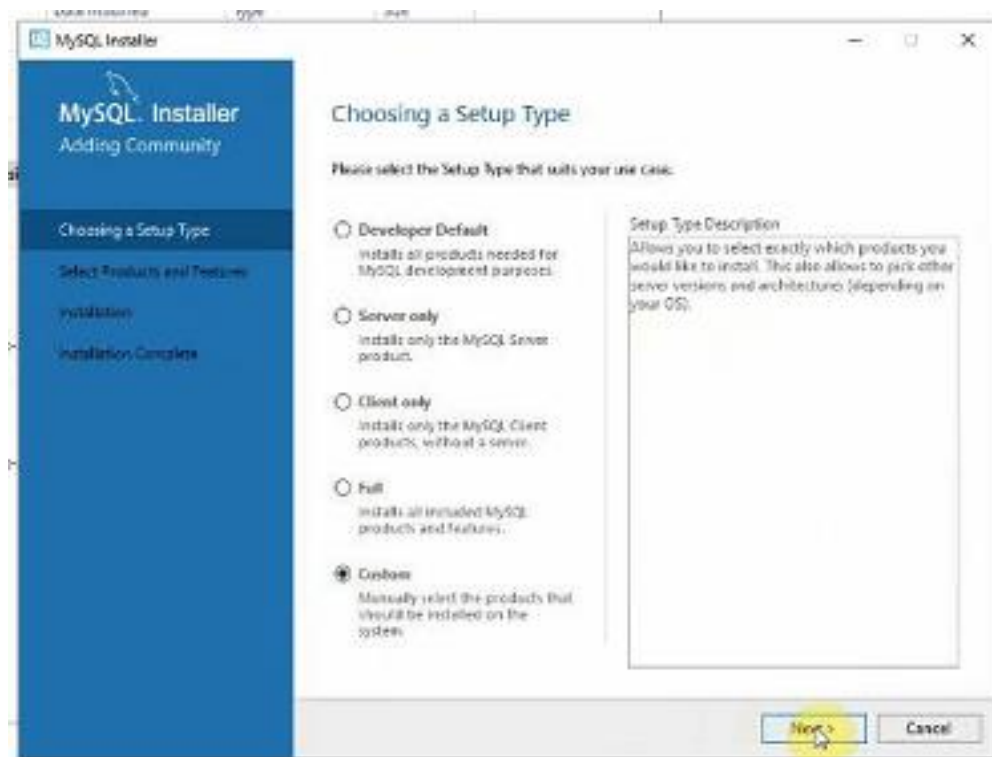 Date modified Type Size
MySQL Installer
MySQL. Installer
Adding Community
Choosing a Setup Type
Select Products and Features
Installation
Installation Complete
Choosing a Setup Type
Please select the Setup Type that suits your use case.
Developer Default
Installs all products needed for
MySQL development purposes.
Server only
Installs only the MySQL Server
product.
Client only
Installs only the MySQL Client
products, without a server.
Full
Installs all included MySQL
products and features.
Custom
Manually select the products that
should be installed on the
system.
Setup Type Description
Allows you to select exactly which products you
would like to install. This also allows to pick other
server versions and architectures (depending on
your OS).
Next >
Cancel